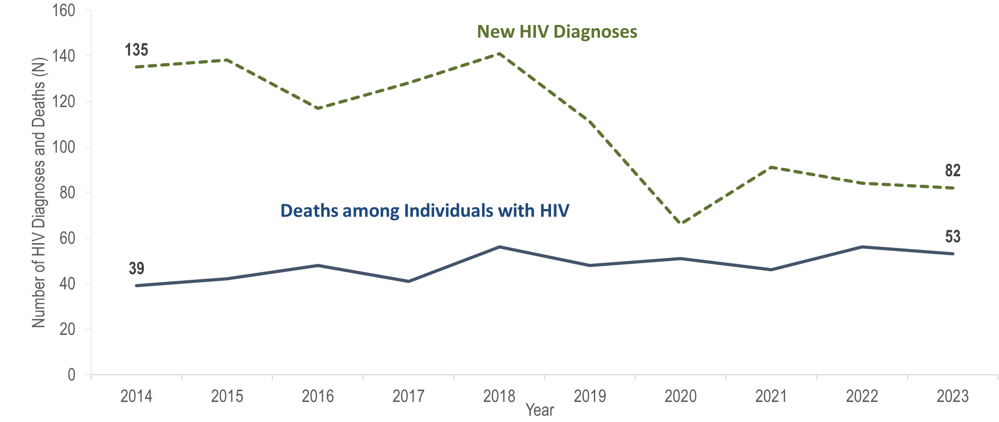 160
140
120
100
80
60
40
20
0
Number of HIV Diagnoses and Deaths (N)
New HIV Diagnoses
135
82
Deaths among Individuals with HIV
39
53
2014 2015 2016 2017 2018 2019 2020 2021 2022 2023
Year